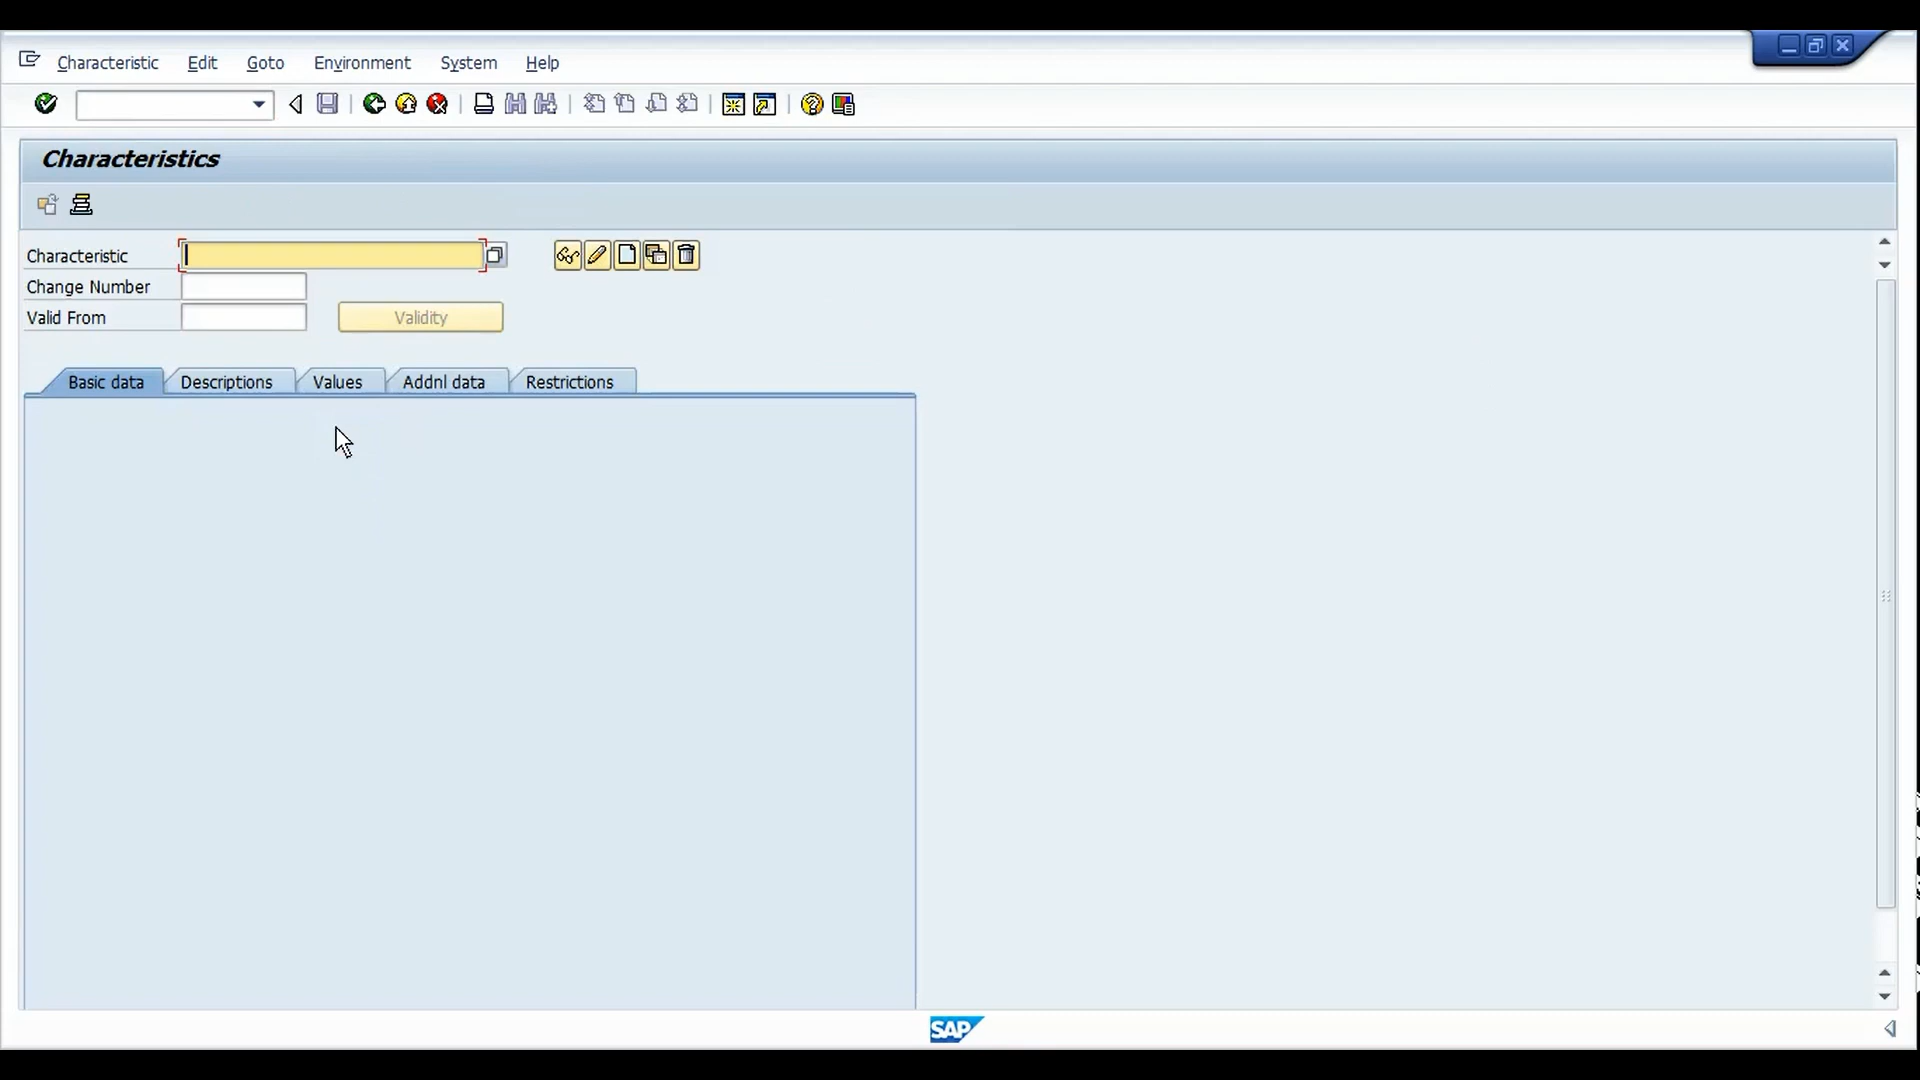 Characteristic Edit Goto Environment System Help
Characteristics
Characteristic
Change Number
Valid From Validity
Basic data Descriptions Values Addnl data Restrictions
SAP